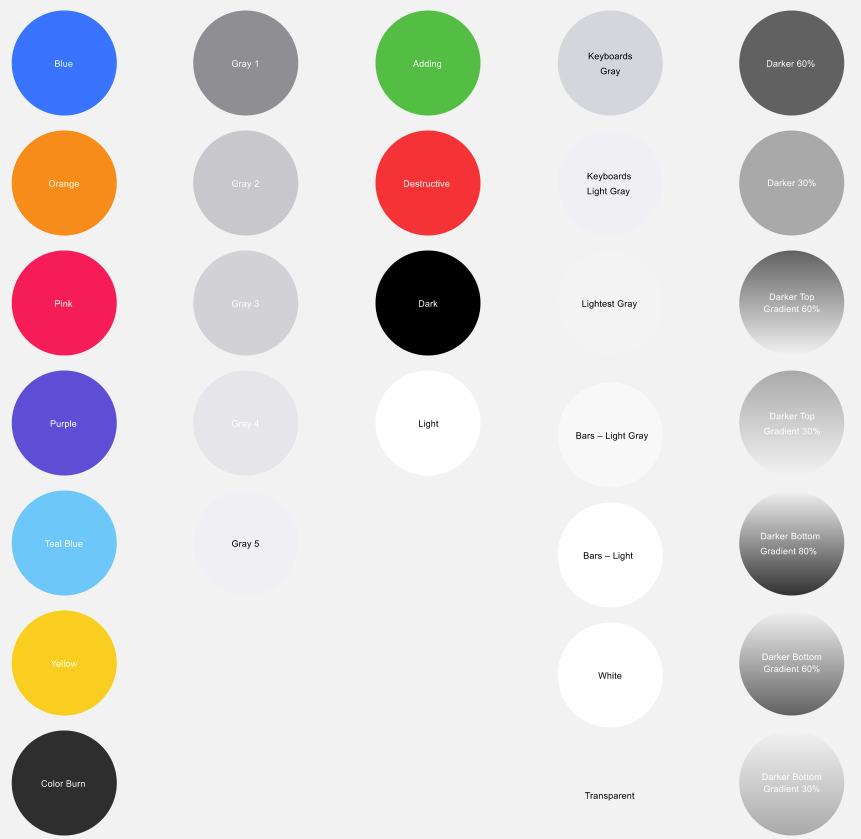 Blue
Gray 1
Adding
Keyboards
Gray
Darker 60%
Orange
Gray 2
Destructive
Keyboards
Light Gray
Darker 30%
Pink
Gray 3
Dark
Lightest Gray
Darker Top
Gradient 60%
Purple
Gray 4
Light
Bars – Light Gray
Darker Top
Gradient 30%
Teal Blue
Gray 5
Bars – Light
Darker Bottom
Gradient 80%
Yellow
White
Darker Bottom
Gradient 60%
Color Burn
Transparent
Darker Bottom
Gradient 30%